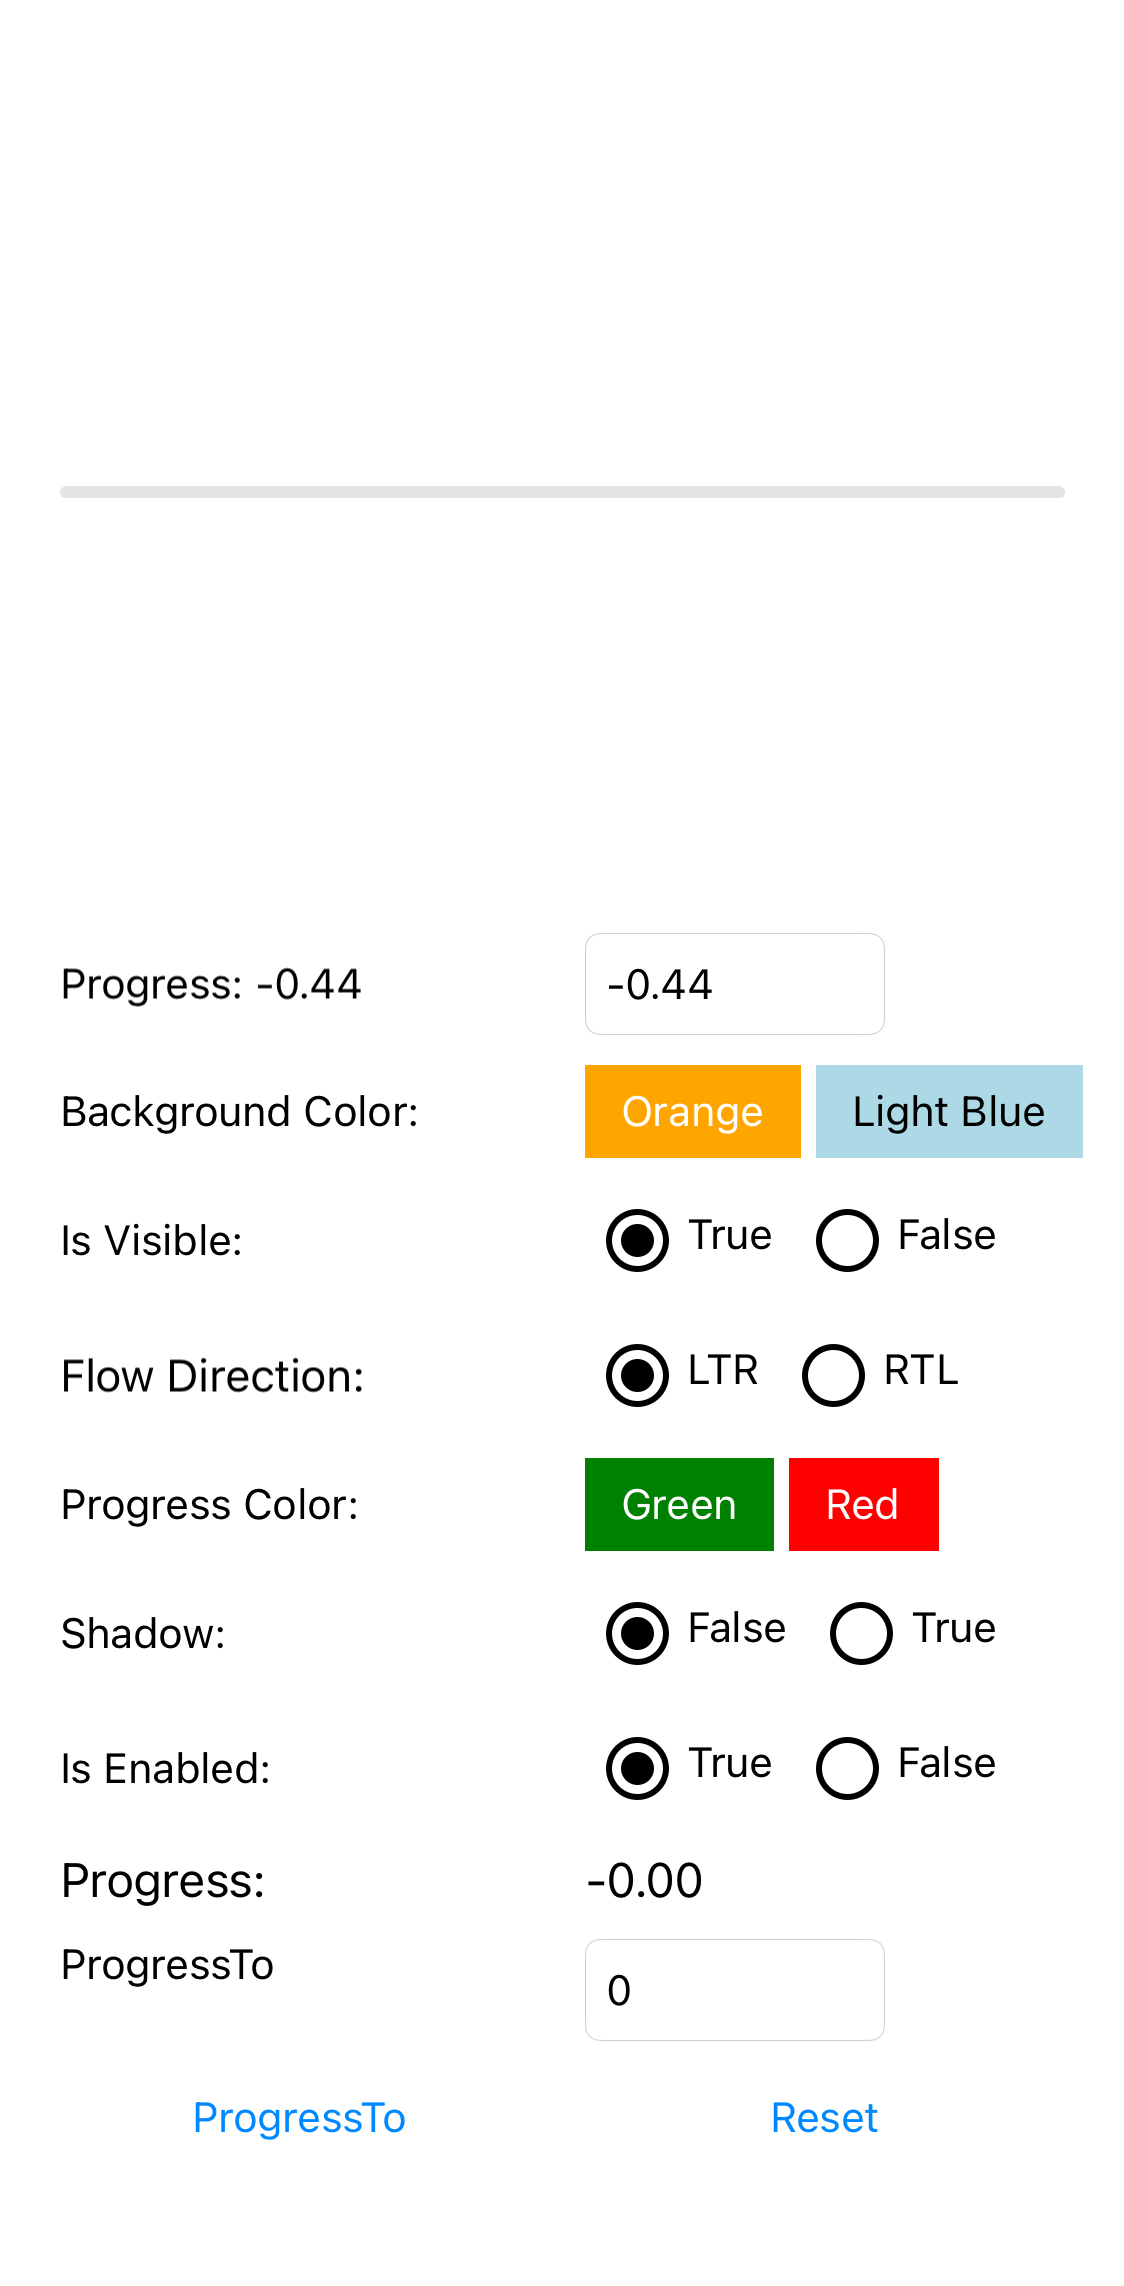 Progress: -0.44 -0.44
Background Color: Orange Light Blue
Is Visible: True False
Flow Direction: LTR RTL
Progress Color: Green Red
Shadow: False True
Is Enabled: True False
Progress: -0.00
ProgressTo 0
ProgressTo Reset